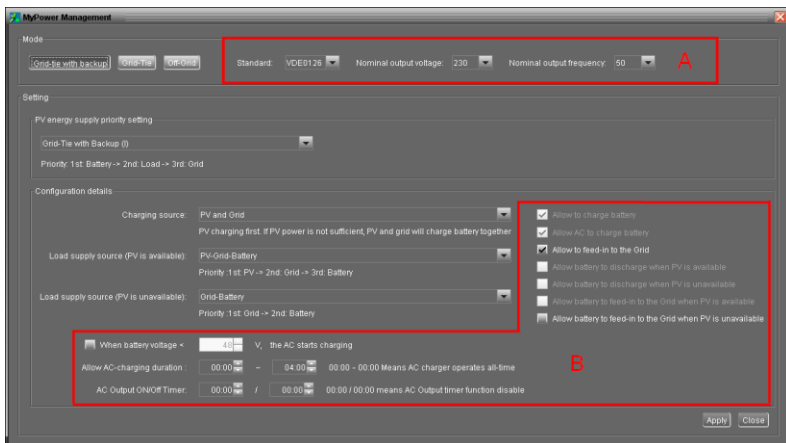 MyPower Management
Mode
Grid-tie with backup Grid-Tie Off-Grid Standard: VDE0126 Nominal output voltage: 230 Nominal output frequency: 50 A
Setting
PV energy supply priority setting
Grid-Tie with Backup (I)
Priority: 1st: Battery -> 2nd: Load -> 3rd: Grid
Configuration details
Charging source: PV and Grid
PV charging first. If PV power is not sufficient, PV and grid will charge battery together
Load supply source (PV is available): PV-Grid-Battery
Priority :1st: PV -> 2nd: Grid -> 3rd: Battery
Load supply source (PV is unavailable): Grid-Battery
Priority :1st: Grid -> 2nd: Battery
Allow to charge battery
Allow AC to charge battery
Allow to feed-in to the Grid
Allow battery to discharge when PV is available
Allow battery to discharge when PV is unavailable
Allow battery to feed-in to the Grid when PV is available
Allow battery to feed-in to the Grid when PV is unavailable
When battery voltage < 48 V, the AC starts charging
Allow AC-charging duration : 00:00 ~ 04:00 00:00 ~ 00:00 Means AC charger operates all-time
AC Output ON/Off Timer: 00:00 / 00:00 00:00 / 00:00 means AC Output timer function disable
B
Apply Close